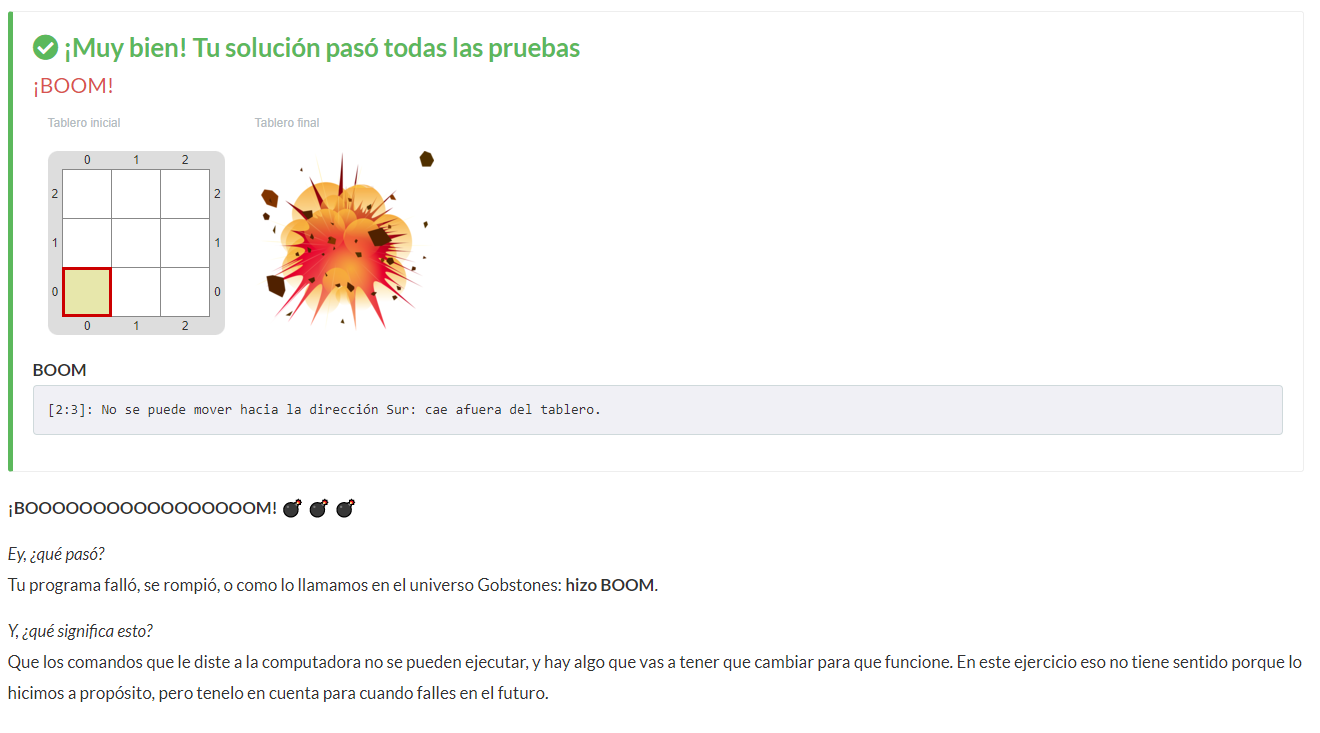 ¡Muy bien! Tu solución pasó todas las pruebas
¡BOOM!
Tablero inicial
Tablero final
0 1 2
2 2
1 1
0 0
0 1 2
BOOM
[2:3]: No se puede mover hacia la dirección Sur: cae afuera del tablero.
¡BOOOOOOOOOOOOOOOOOM!
Ey, ¿qué pasó?
Tu programa falló, se rompió, o como lo llamamos en el universo Gobstones: hizo BOOM.
Y, ¿qué significa esto?
Que los comandos que le diste a la computadora no se pueden ejecutar, y hay algo que vas a tener que cambiar para que funcione. En este ejercicio eso no tiene sentido porque lo
hicimos a propósito, pero tenelo en cuenta para cuando falles en el futuro.